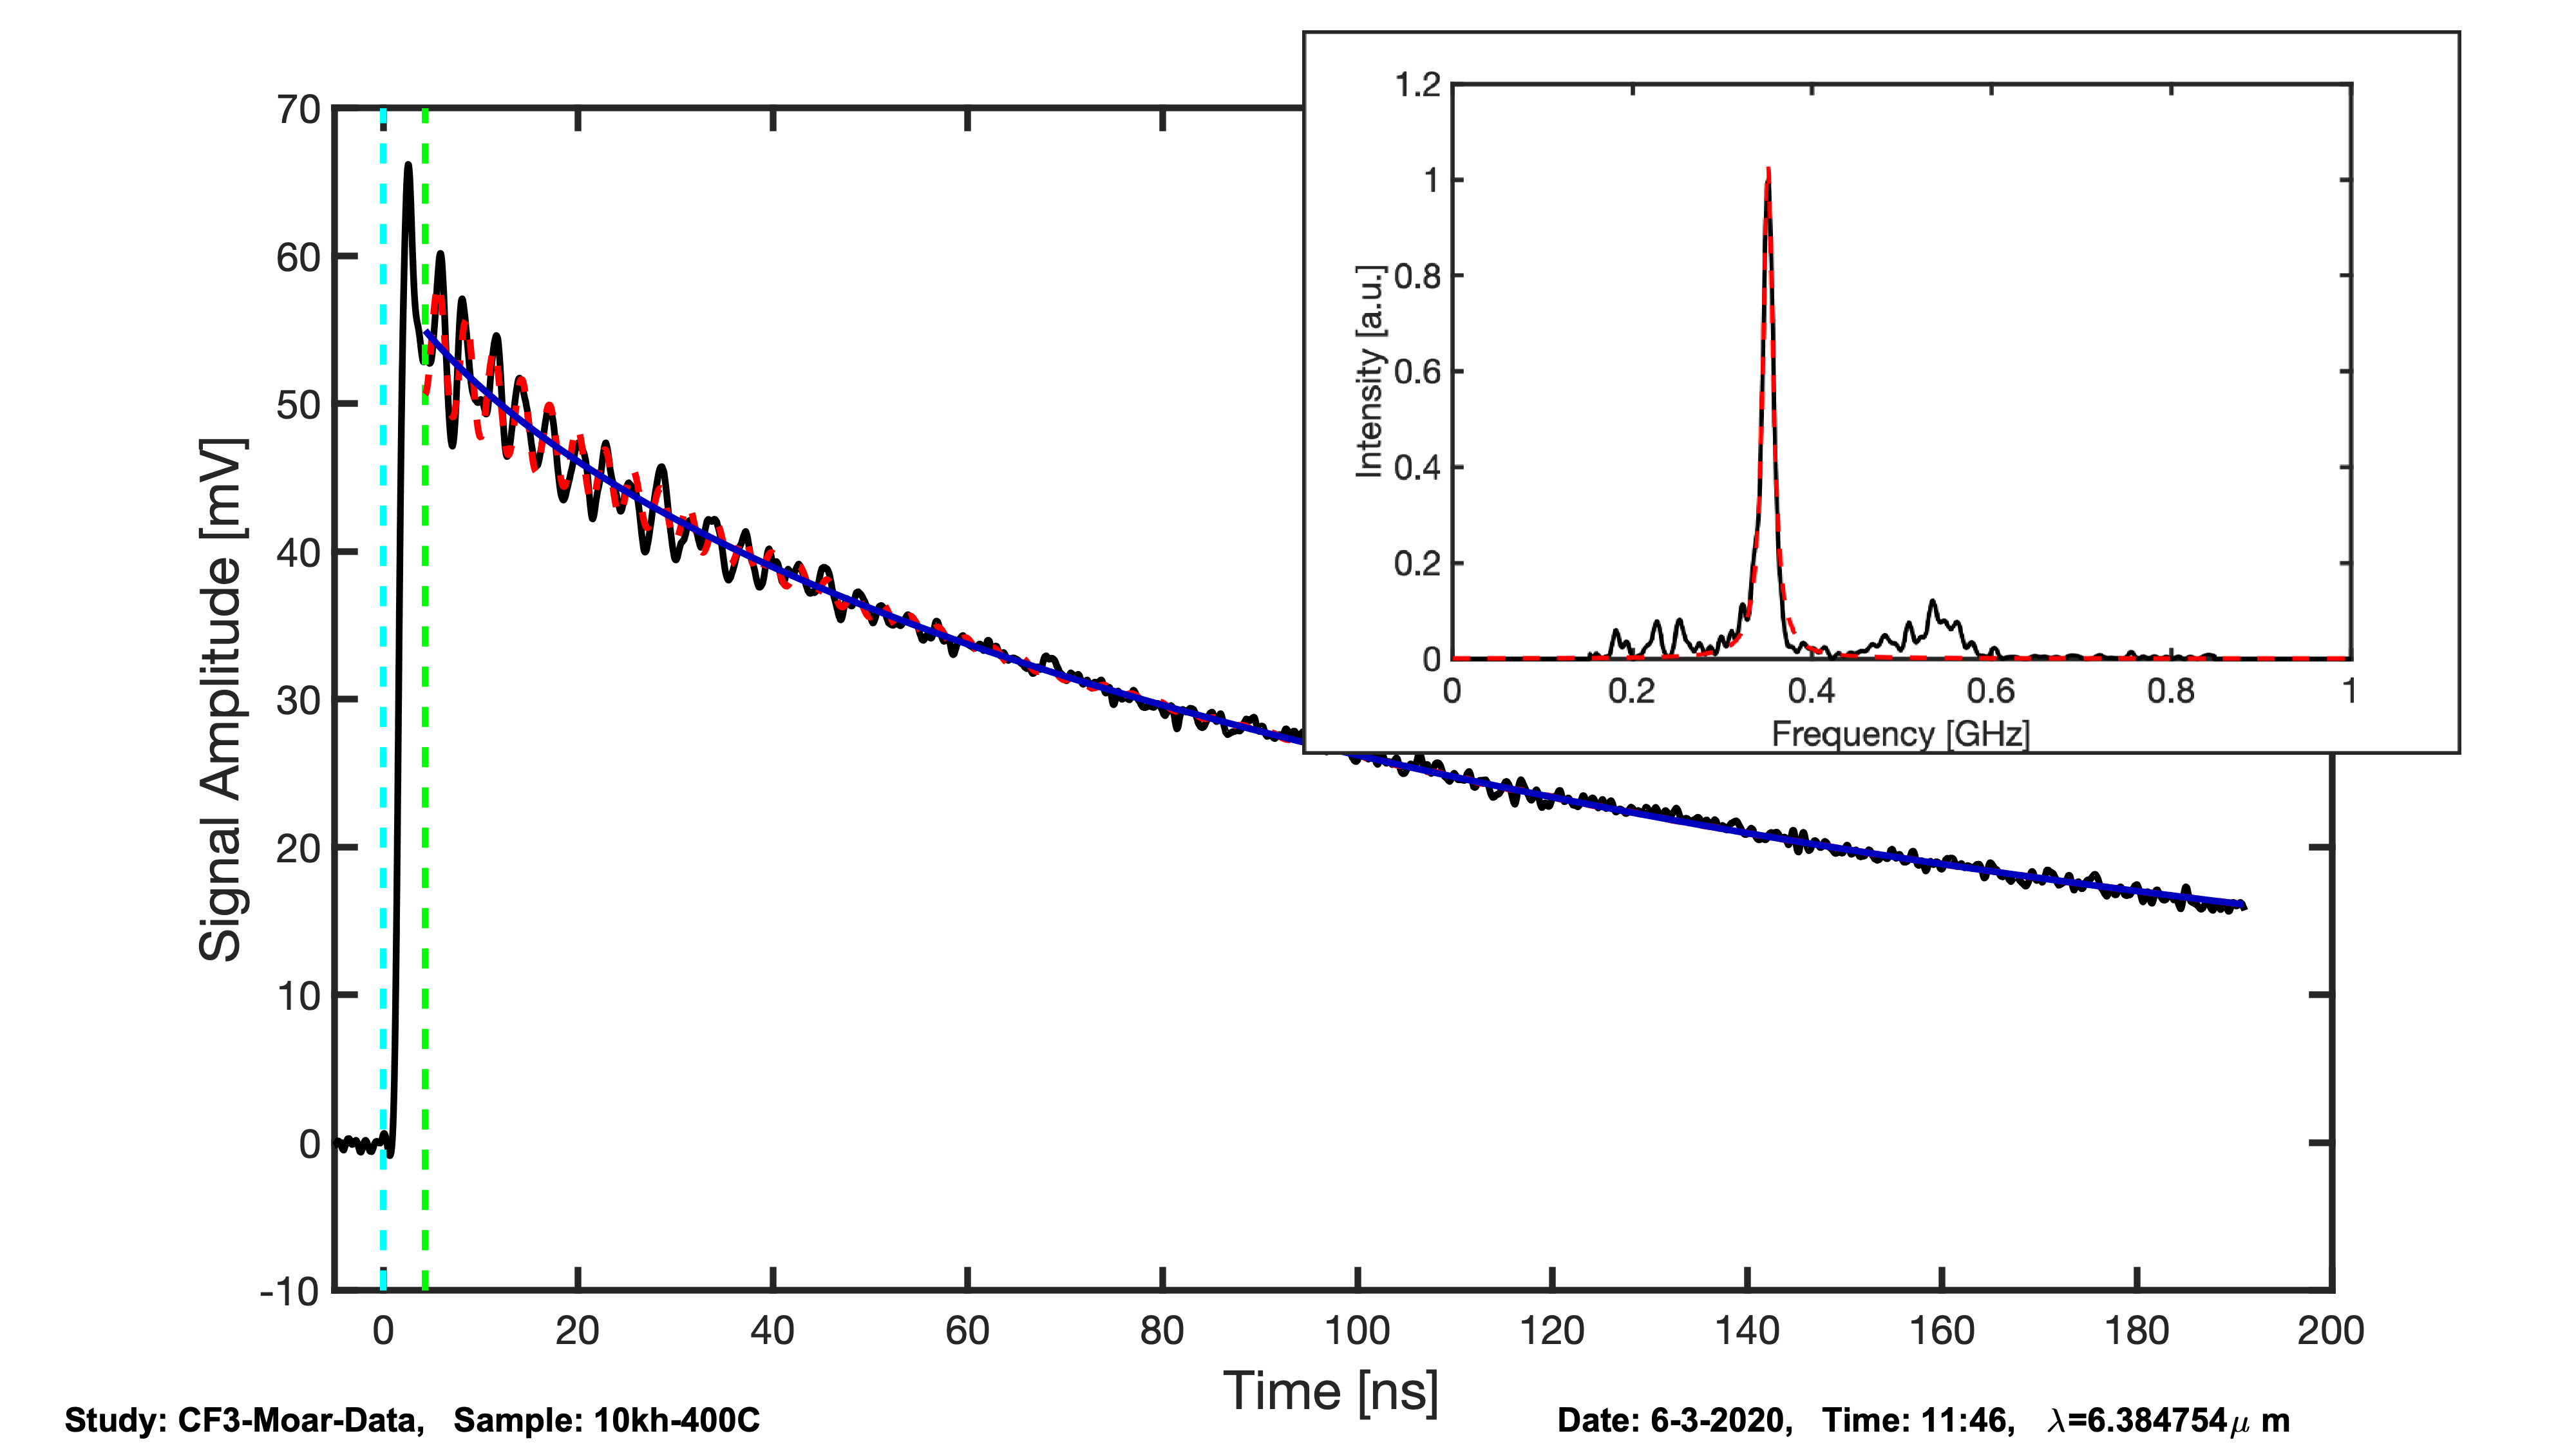 1.2
1
0.8
0.6
0.4
0.2
0
Intensity [a.u.]
0 0.2 0.4 0.6 0.8 1
Frequency [GHz]
70
60
50
40
30
20
10
0
-10
Signal Amplitude [mV]
0 20 40 60 80 100 120 140 160 180 200
Time [ns]
Study: CF3-Moar-Data, Sample: 10kh-400C
Date: 6-3-2020, Time: 11:46, λ=6.384754μ m